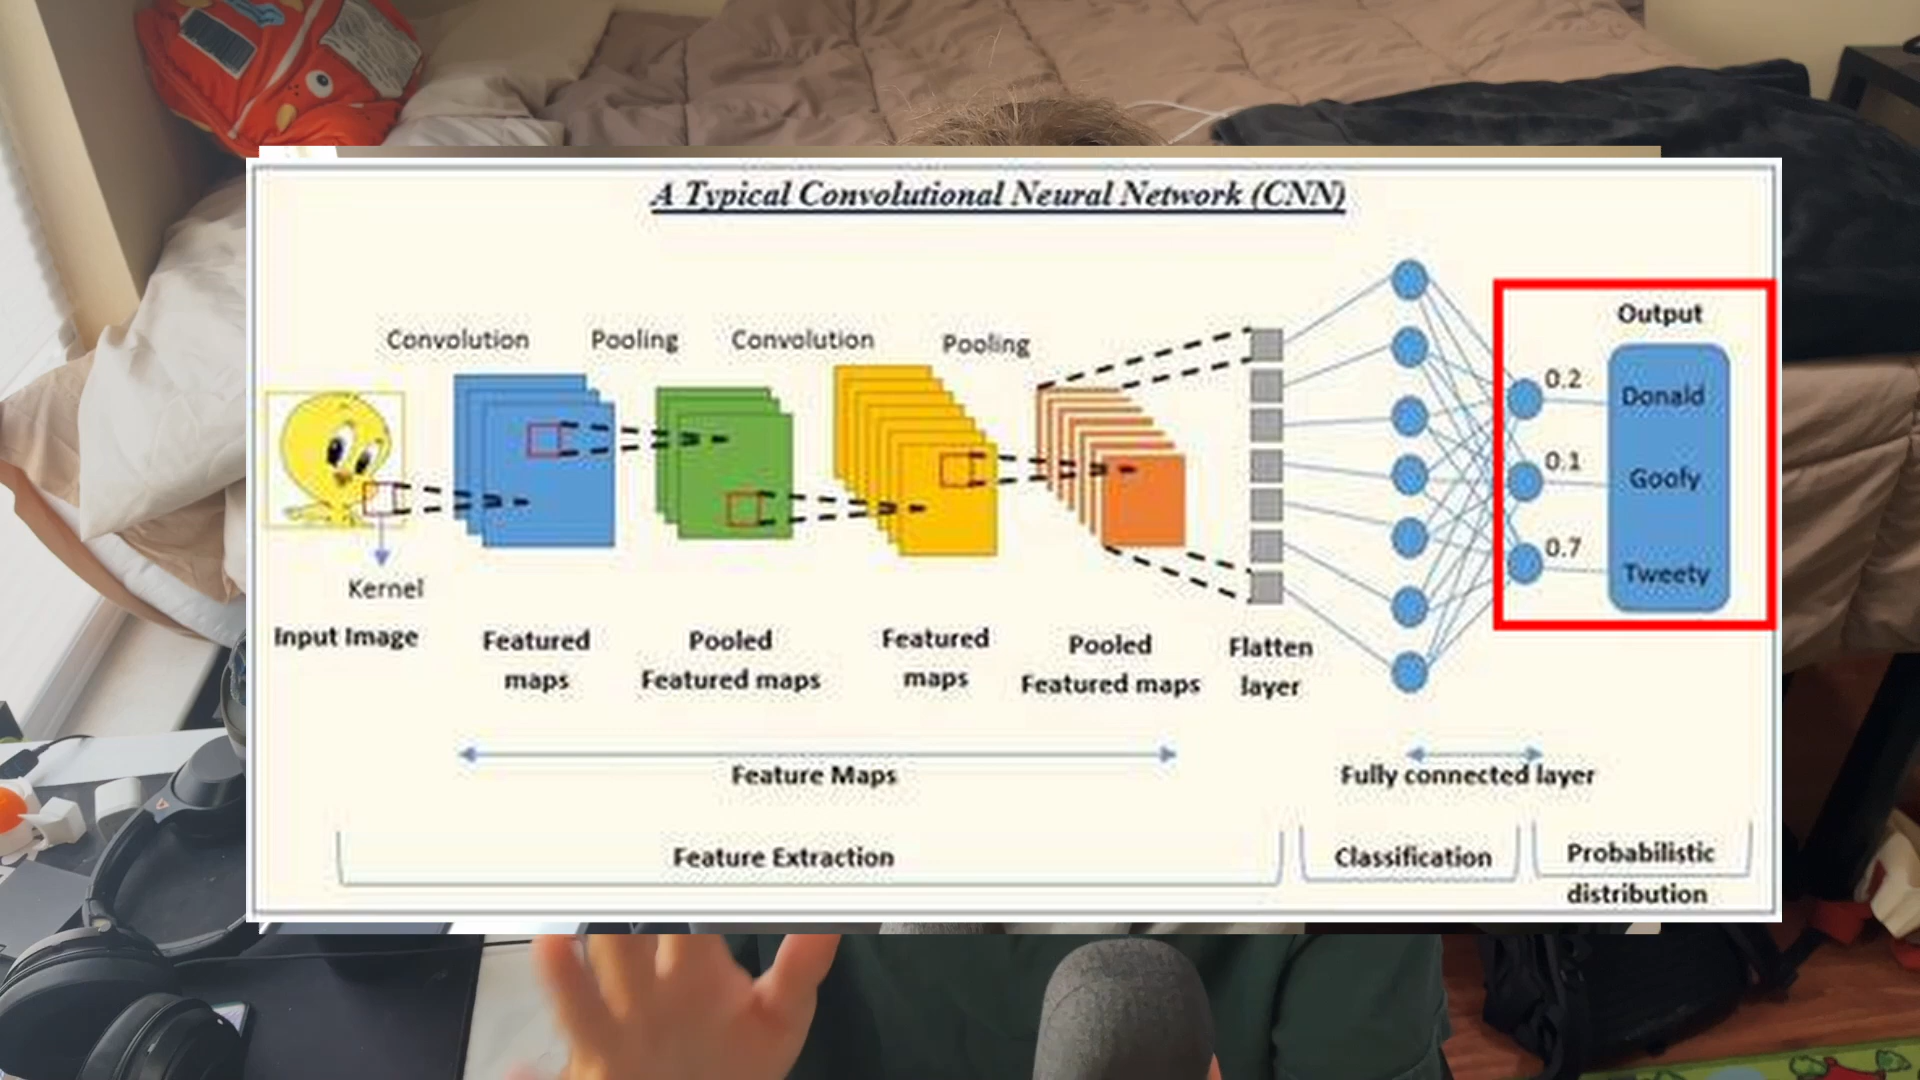 A Typical Convolutional Neural Network (CNN)
Output
Convolution
Pooling
Convolution
Pooling
0.2
Donald
0.1
Goofy
0.7
Tweety
Kernel
Input Image
Featured
maps
Pooled
Featured maps
Featured
maps
Pooled
Featured maps
Flatten
layer
Feature Maps
Fully connected layer
Feature Extraction
Classification
Probabilistic
distribution